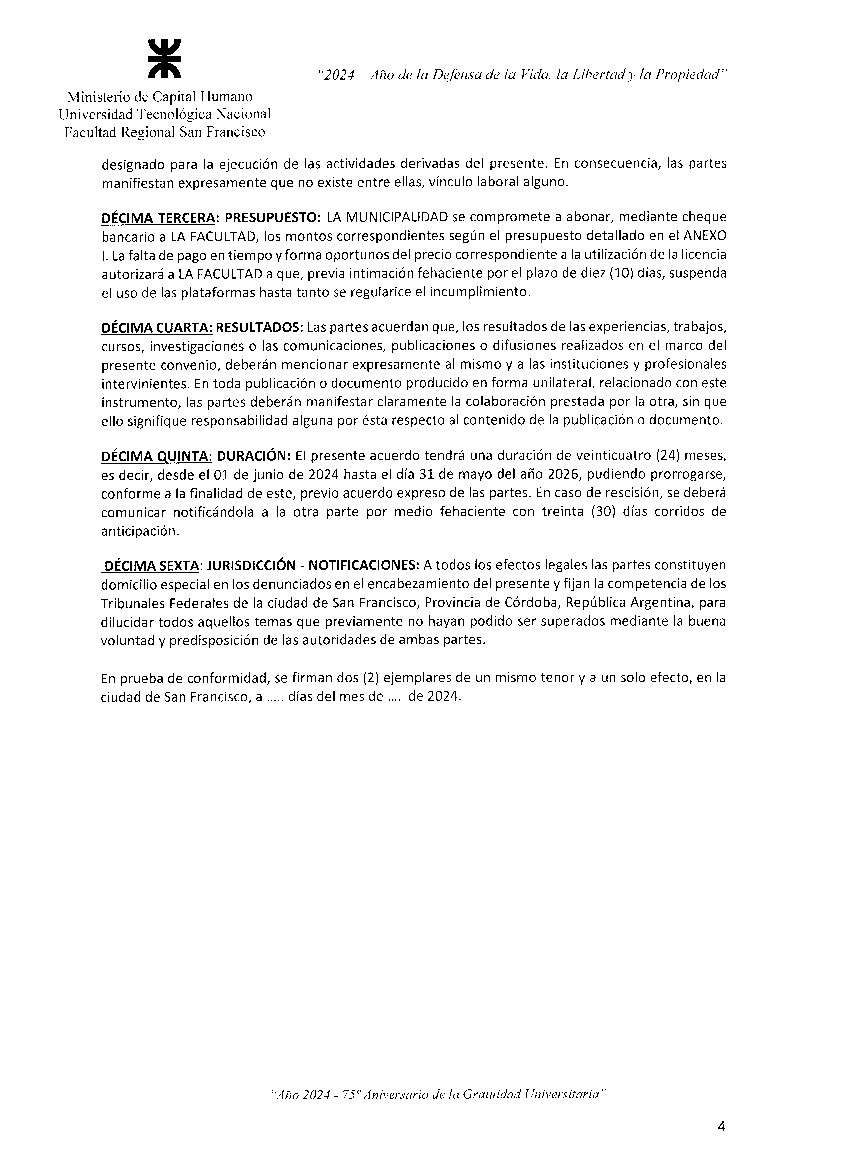 "2024 Año de la Defensa de la Vida, la Libertad y la Propiedad"
Ministerio de Capital Humano
Universidad Tecnológica Nacional
Facultad Regional San Francisco
designado para la ejecución de las actividades derivadas del presente. En consecuencia, las partes
manifiestan expresamente que no existe entre ellas, vínculo laboral alguno.
DÉCIMA TERCERA: PRESUPUESTO: LA MUNICIPALIDAD se compromete a abonar, mediante cheque
bancario a LA FACULTAD, los montos correspondientes según el presupuesto detallado en el ANEXO
I. La falta de pago en tiempo y forma oportunos del precio correspondiente a la utilización de la licencia
autorizará a LA FACULTAD a que, previa intimación fehaciente por el plazo de diez (10) días, suspenda
el uso de las plataformas hasta tanto se regularice el incumplimiento.
DÉCIMA CUARTA: RESULTADOS: Las partes acuerdan que, los resultados de las experiencias, trabajos,
cursos, investigaciones o las comunicaciones, publicaciones o difusiones realizados en el marco del
presente convenio, deberán mencionar expresamente al mismo y a las instituciones y profesionales
intervinientes. En toda publicación o documento producido en forma unilateral, relacionado con este
instrumento, las partes deberán manifestar claramente la colaboración prestada por la otra, sin que
ello signifique responsabilidad alguna por ésta respecto al contenido de la publicación o documento.
DÉCIMA QUINTA: DURACIÓN: El presente acuerdo tendrá una duración de veinticuatro (24) meses,
es decir, desde el 01 de junio de 2024 hasta el día 31 de mayo del año 2026, pudiendo prorrogarse,
conforme a la finalidad de este, previo acuerdo expreso de las partes. En caso de rescisión, se deberá
comunicar notificándola a la otra parte por medio fehaciente con treinta (30) días corridos de
anticipación.
DÉCIMA SEXTA: JURISDICCIÓN - NOTIFICACIONES: A todos los efectos legales las partes constituyen
domicilio especial en los denunciados en el encabezamiento del presente y fijan la competencia de los
Tribunales Federales de la ciudad de San Francisco, Provincia de Córdoba, República Argentina, para
dilucidar todos aquellos temas que previamente no hayan podido ser superados mediante la buena
voluntad y predisposición de las autoridades de ambas partes.
En prueba de conformidad, se firman dos (2) ejemplares de un mismo tenor y a un solo efecto, en la
ciudad de San Francisco, a ..... días del mes de .... de 2024.
"Año 2024 - 75º Aniversario de la Gratuidad Universitaria"
4